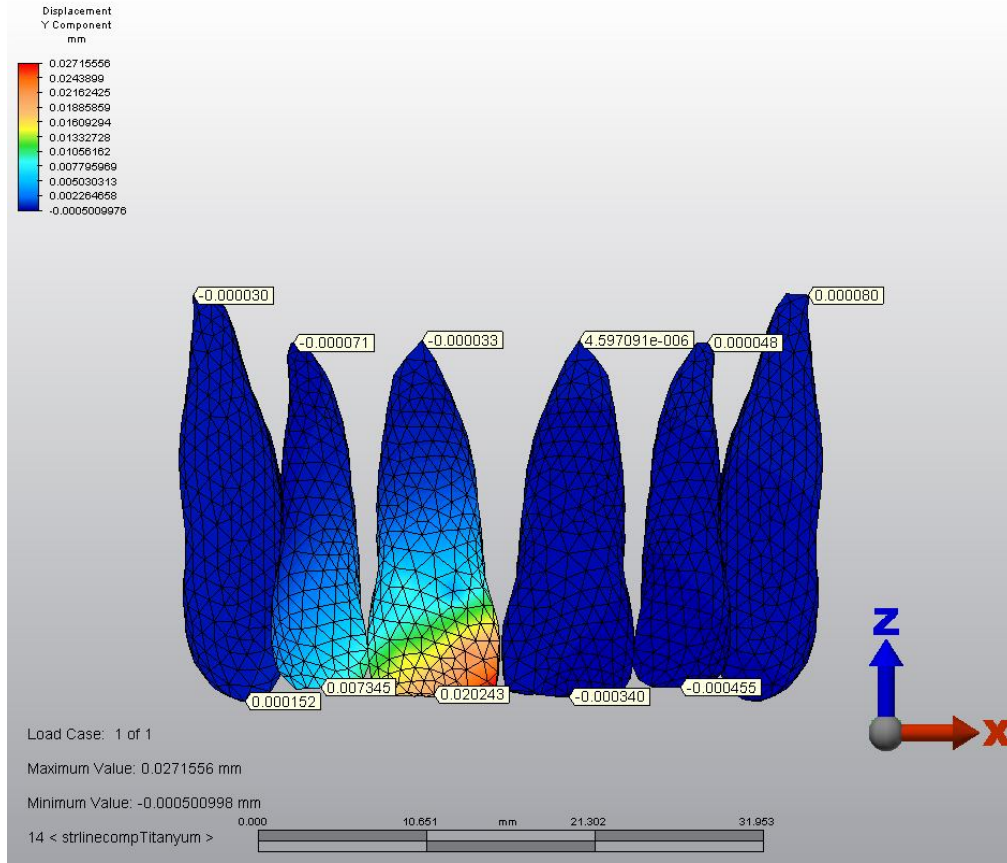 Displacement
Y Component
mm
0.02715556
0.0243899
0.02162425
0.01885859
0.01609294
0.01332728
0.01056162
0.007795969
0.005030313
0.002264658
-0.0005009976
-0.000030
0.000080
-0.000071
-0.000033
4.597091e-006
0.000048
0.000152
0.007345
0.020243
-0.000340
-0.000455
Z
X
Load Case: 1 of 1
Maximum Value: 0.0271556 mm
Minimum Value: -0.000500998 mm
0.000 10.651 mm 21.302 31.953
14 < strlinecompTitanyum >